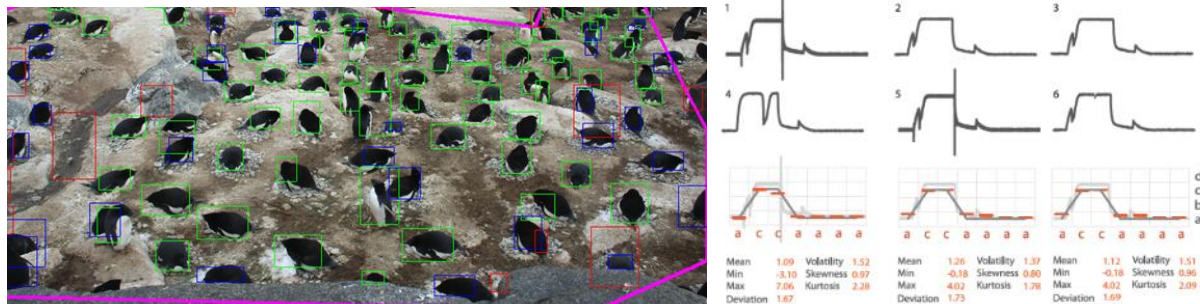 1 2 3
4 5 6
d
c
b
a
a c c a a a a
a c c a a a a
a c c a a a a
Mean 1.09 Volatility 1.52
Min -3.10 Skewness 0.97
Max 7.06 Kurtosis 2.28
Deviation 1.67
Mean 1.26 Volatility 1.37
Min -0.18 Skewness 0.80
Max 4.02 Kurtosis 1.78
Deviation 1.73
Mean 1.12 Volatility 1.51
Min -0.18 Skewness 0.96
Max 4.02 Kurtosis 2.09
Deviation 1.69